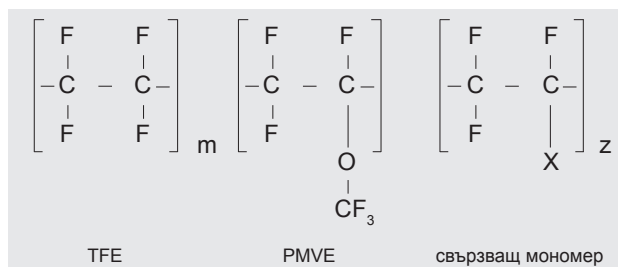 F F F F F F
– C – C – – C – C – – C – C –
F F F F
m z
O X
CF3
TFE PMVE свързващ мономер